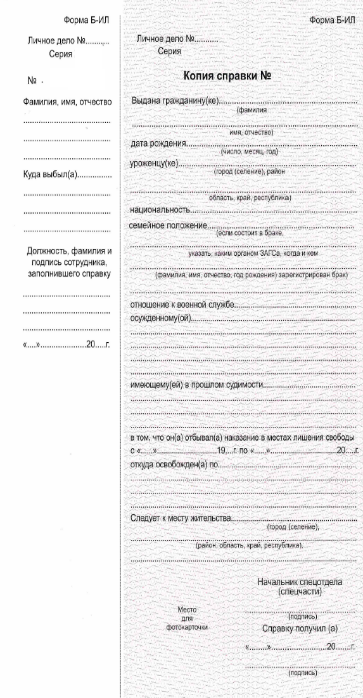 Форма Б-ИЛ
Личное дело №..........
Серия
№
Фамилия, имя, отчество
Куда выбыл(а)..............
Должность, фамилия и
подпись сотрудника,
заполнившего справку
«.....»....................20.....г.
Форма Б-ИЛ
Личное дело №..........
Серия
Копия справки №
Выдана гражданину(ке)
(фамилия
имя, отчество)
дата рождения
(число, месяц, год)
уроженцу(ке)
(город (селение), район
область, край, республика)
национальность
семейное положение
(если состоит в браке,
указать, каким органом ЗАГСа, когда и кем
(фамилия, имя, отчество, год рождения) зарегистрирован брак)
отношение к военной службе
осужденному(ой)
имеющему(ей) в прошлом судимости
в том, что он(а) отбывал(а) наказание в местах лишения свободы
с «.....»....................19....г. по «.....»....................20.....г.
откуда освобожден(а) по
Следует к месту жительства
(город (селение),
(район, область, край, республика),
Начальник спецотдела
(спецчасти)
Место
для
фотокарточки
(подпись)
Справку получил (а)
«.......»....................20.......г.
(подпись)